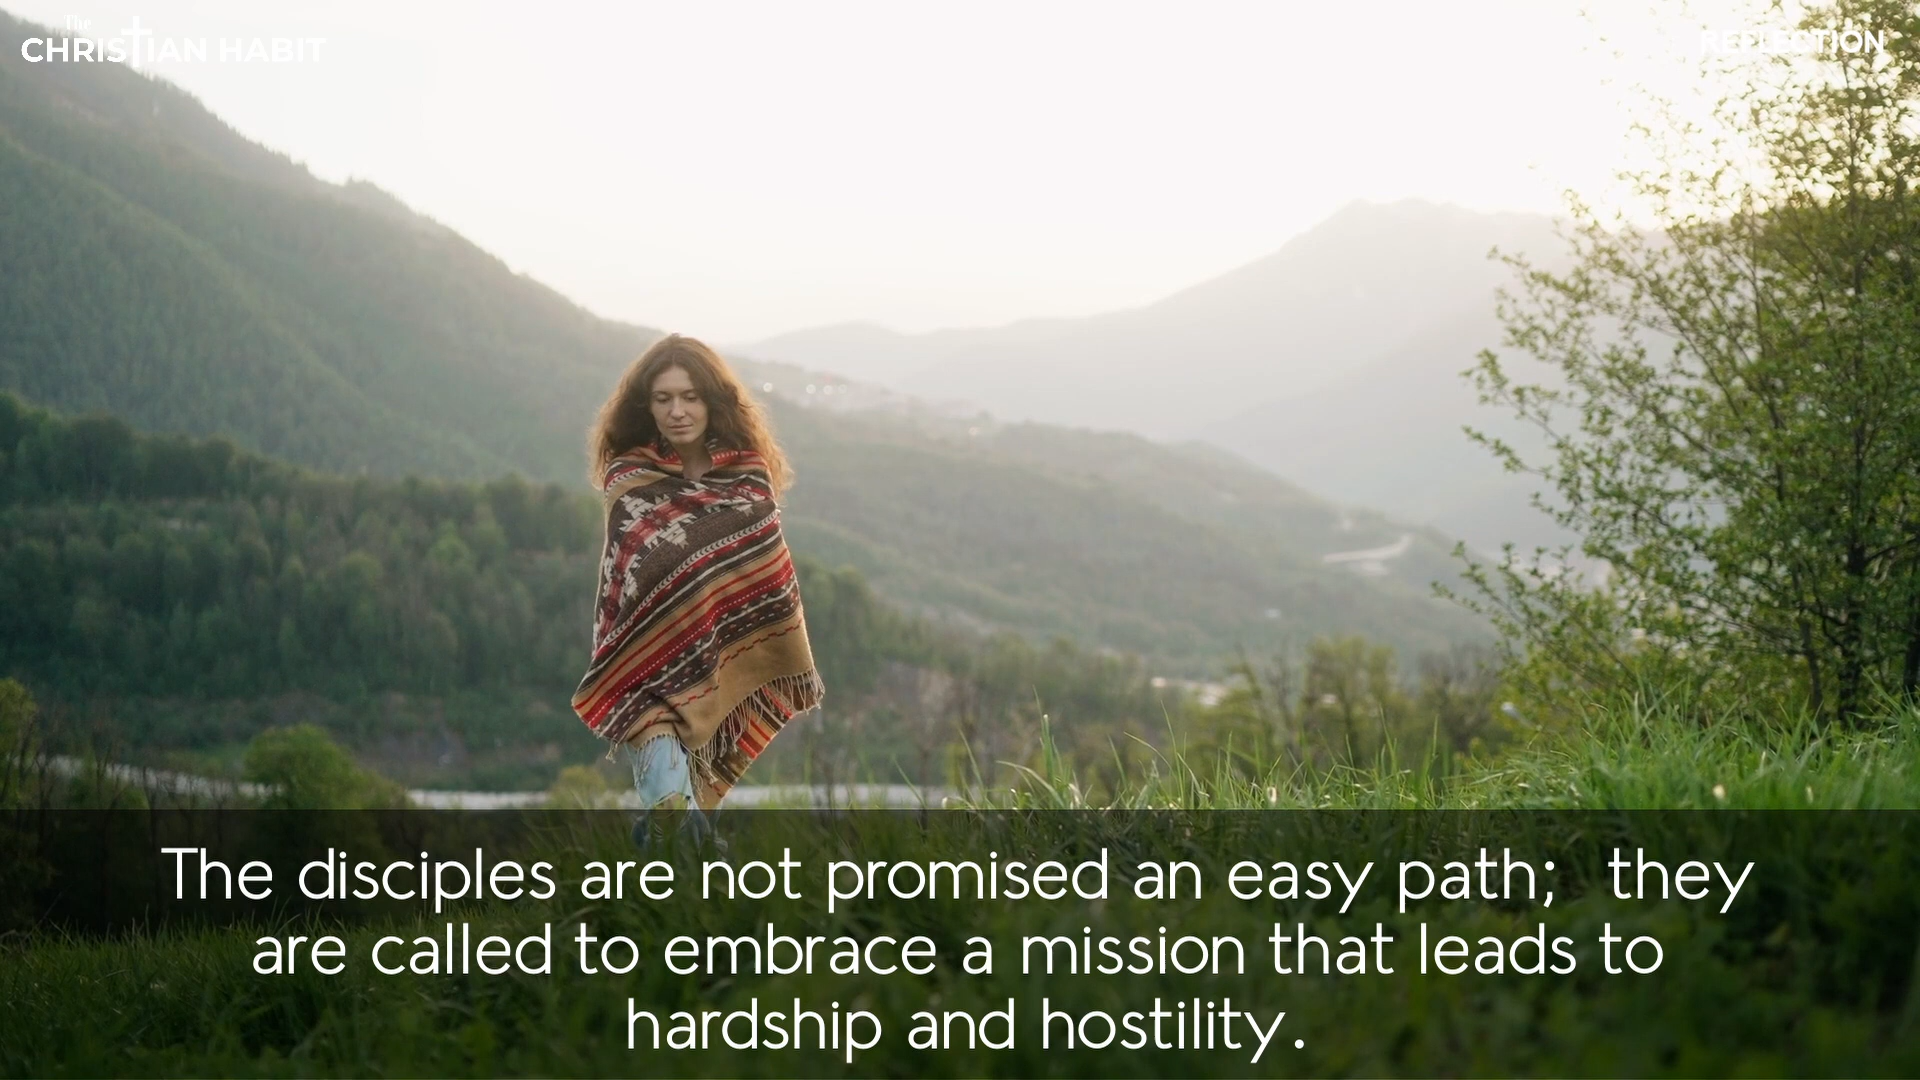 The
CHRISTIAN HABIT
REFLECTION
The disciples are not promised an easy path;  they
are called to embrace a mission that leads to
hardship and hostility.